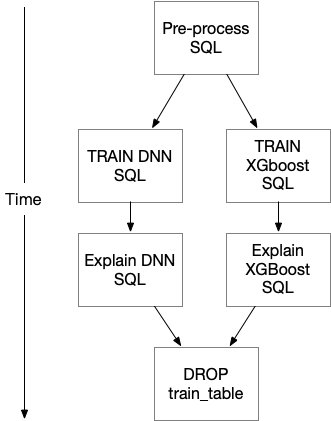 Pre-process
SQL
TRAIN DNN
SQL
TRAIN
XGboost
SQL
Time
Explain DNN
SQL
Explain
XGBoost
SQL
DROP
train_table